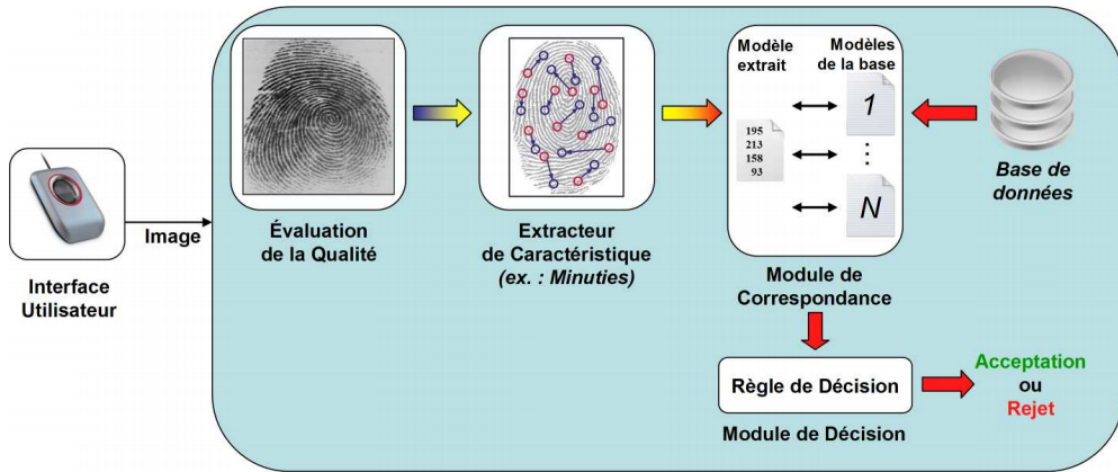 Interface
Utilisateur
Image
Évaluation
de la Qualité
Extracteur
de Caractéristique
(ex. : Minuties)
Modèle
extrait
Modèles
de la base
195
213
158
93
1
⋮
N
Module de
Correspondance
Base de
données
Règle de Décision
Module de Décision
Acceptation
ou
Rejet